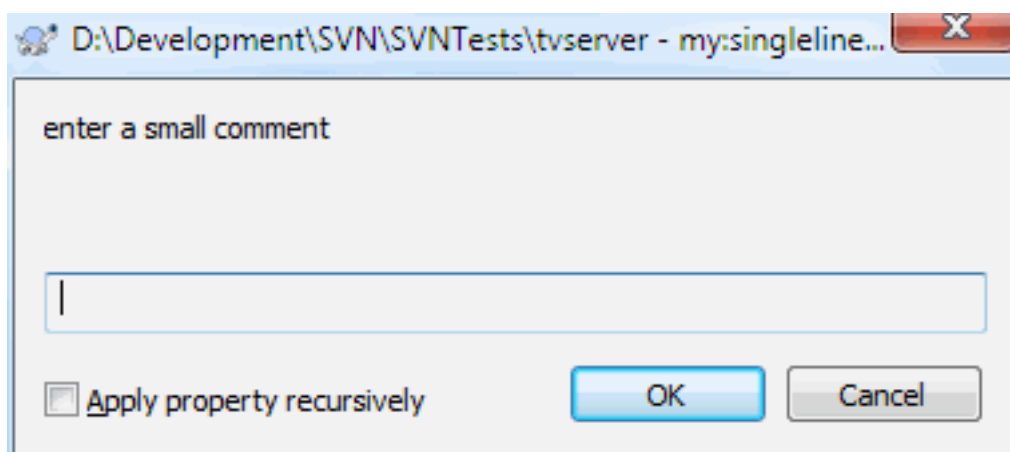 D:\Development\SVN\SVNTests\tvserver - my:singleline...
enter a small comment
Apply property recursively
OK
Cancel